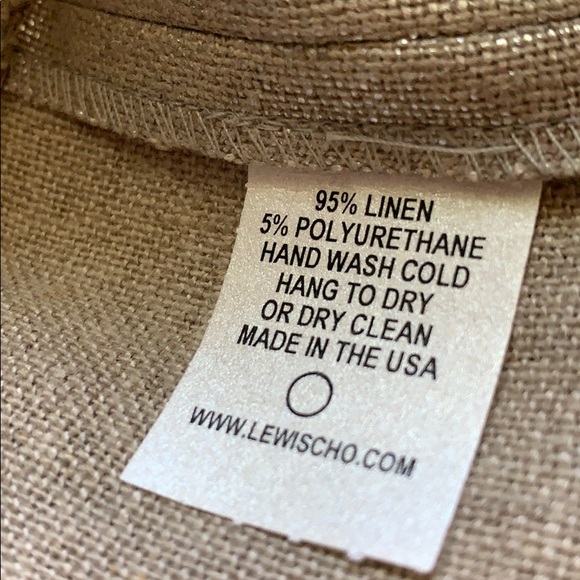 95% LINEN
5% POLYURETHANE
HAND WASH COLD
HANG TO DRY
OR DRY CLEAN
MADE IN THE USA
WWW.LEWISCHO.COM